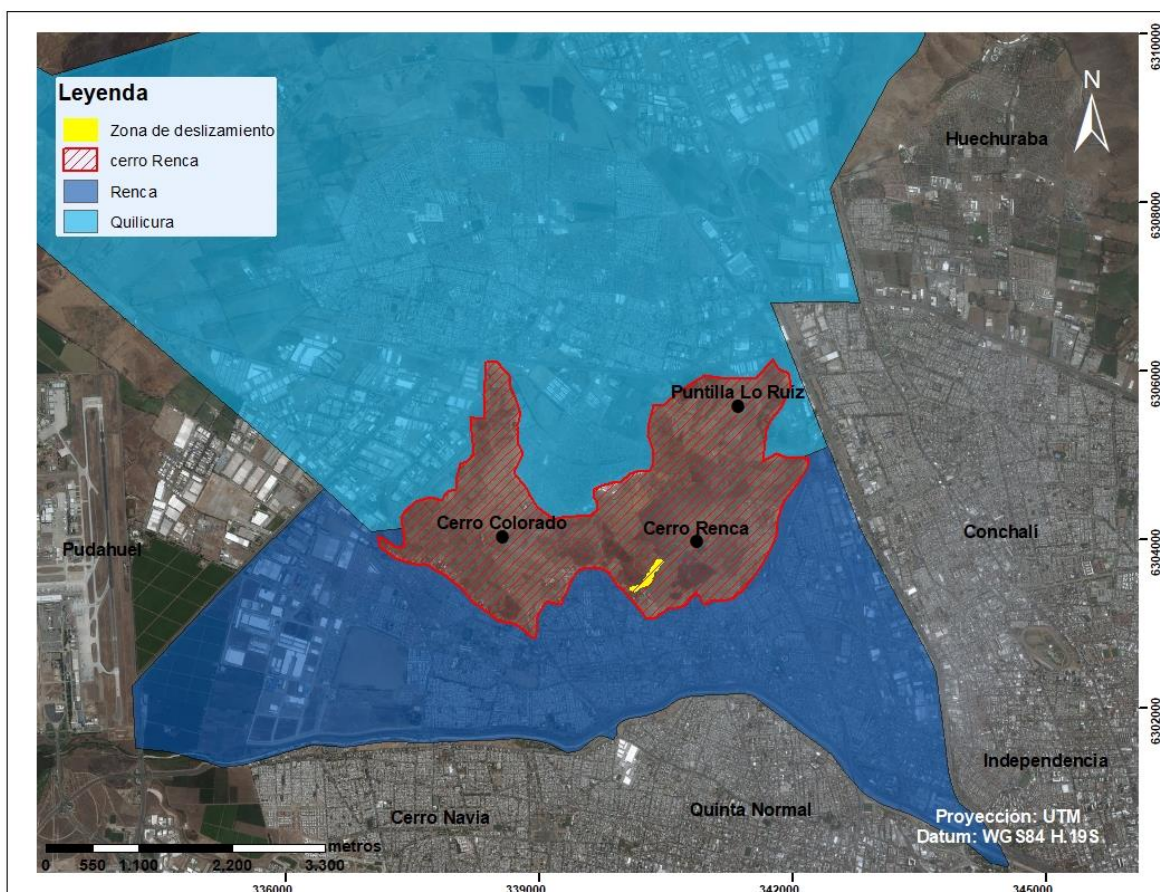 Leyenda
Zona de deslizamiento
cerro Renca
Renca
Quilicura
N
Huechuraba
Puntilla Lo Ruiz
Cerro Colorado
Cerro Renca
Conchalí
Pudahuel
Independencia
Cerro Navia
Quinta Normal
Proyección: UTM
Datum: WGS84 H.19S.
metros
0 550 1.100 2.200 3.300
336000 339000 342000 345000
6310000
6308000
6306000
6304000
6302000